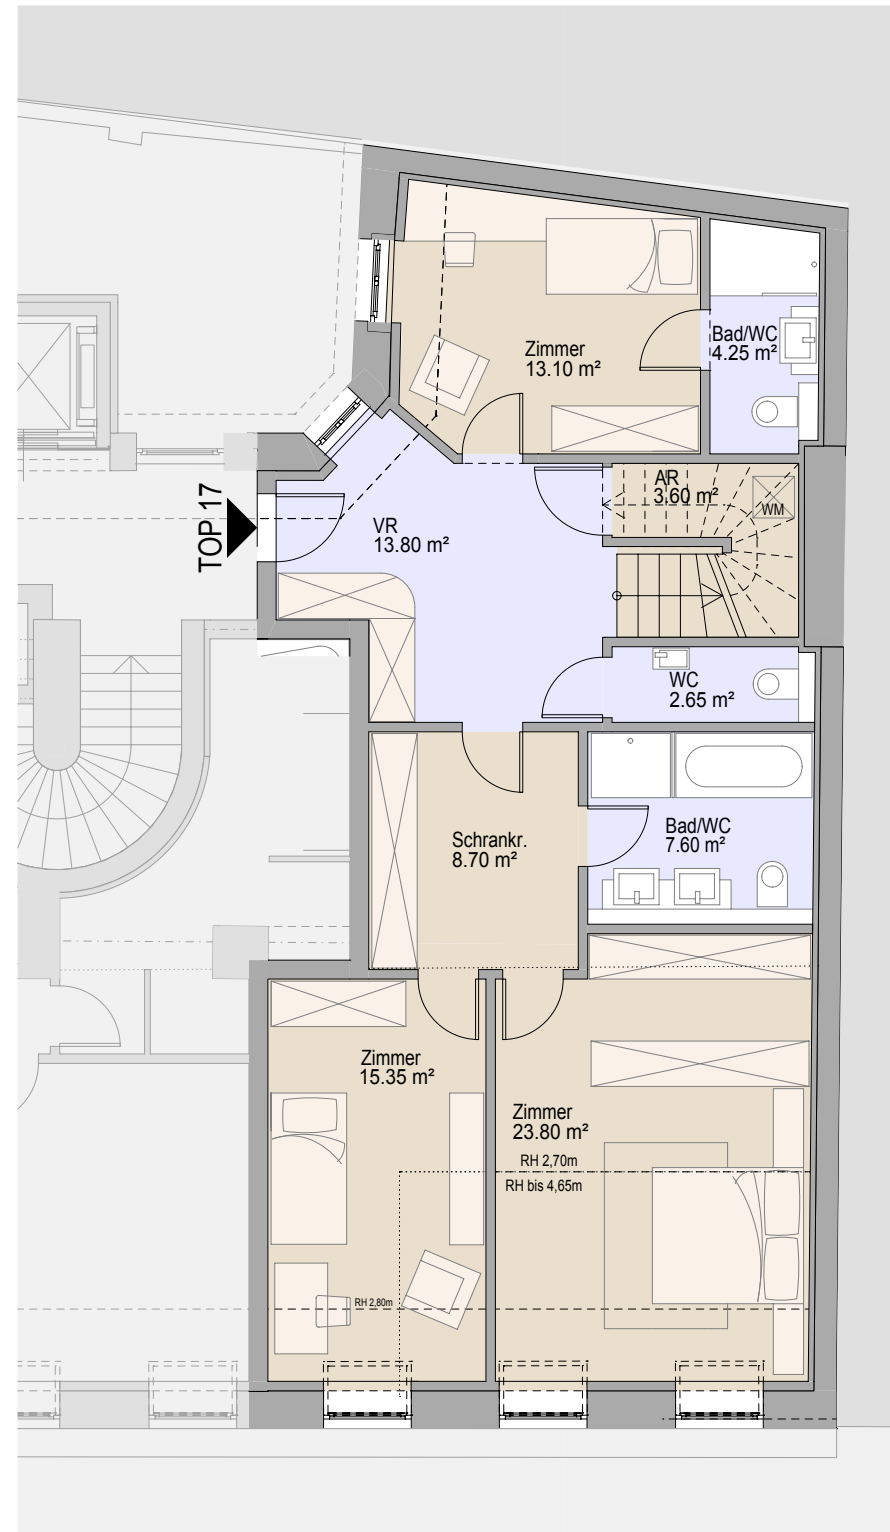 Zimmer
13.10 m²
Bad/WC
4.25 m²
AR
3.60 m²
WM
TOP 17
VR
13.80 m²
WC
2.65 m²
Schrankr.
8.70 m²
Bad/WC
7.60 m²
Zimmer
15.35 m²
Zimmer
23.80 m²
RH 2,70m
RH bis 4,65m
RH 2,80m